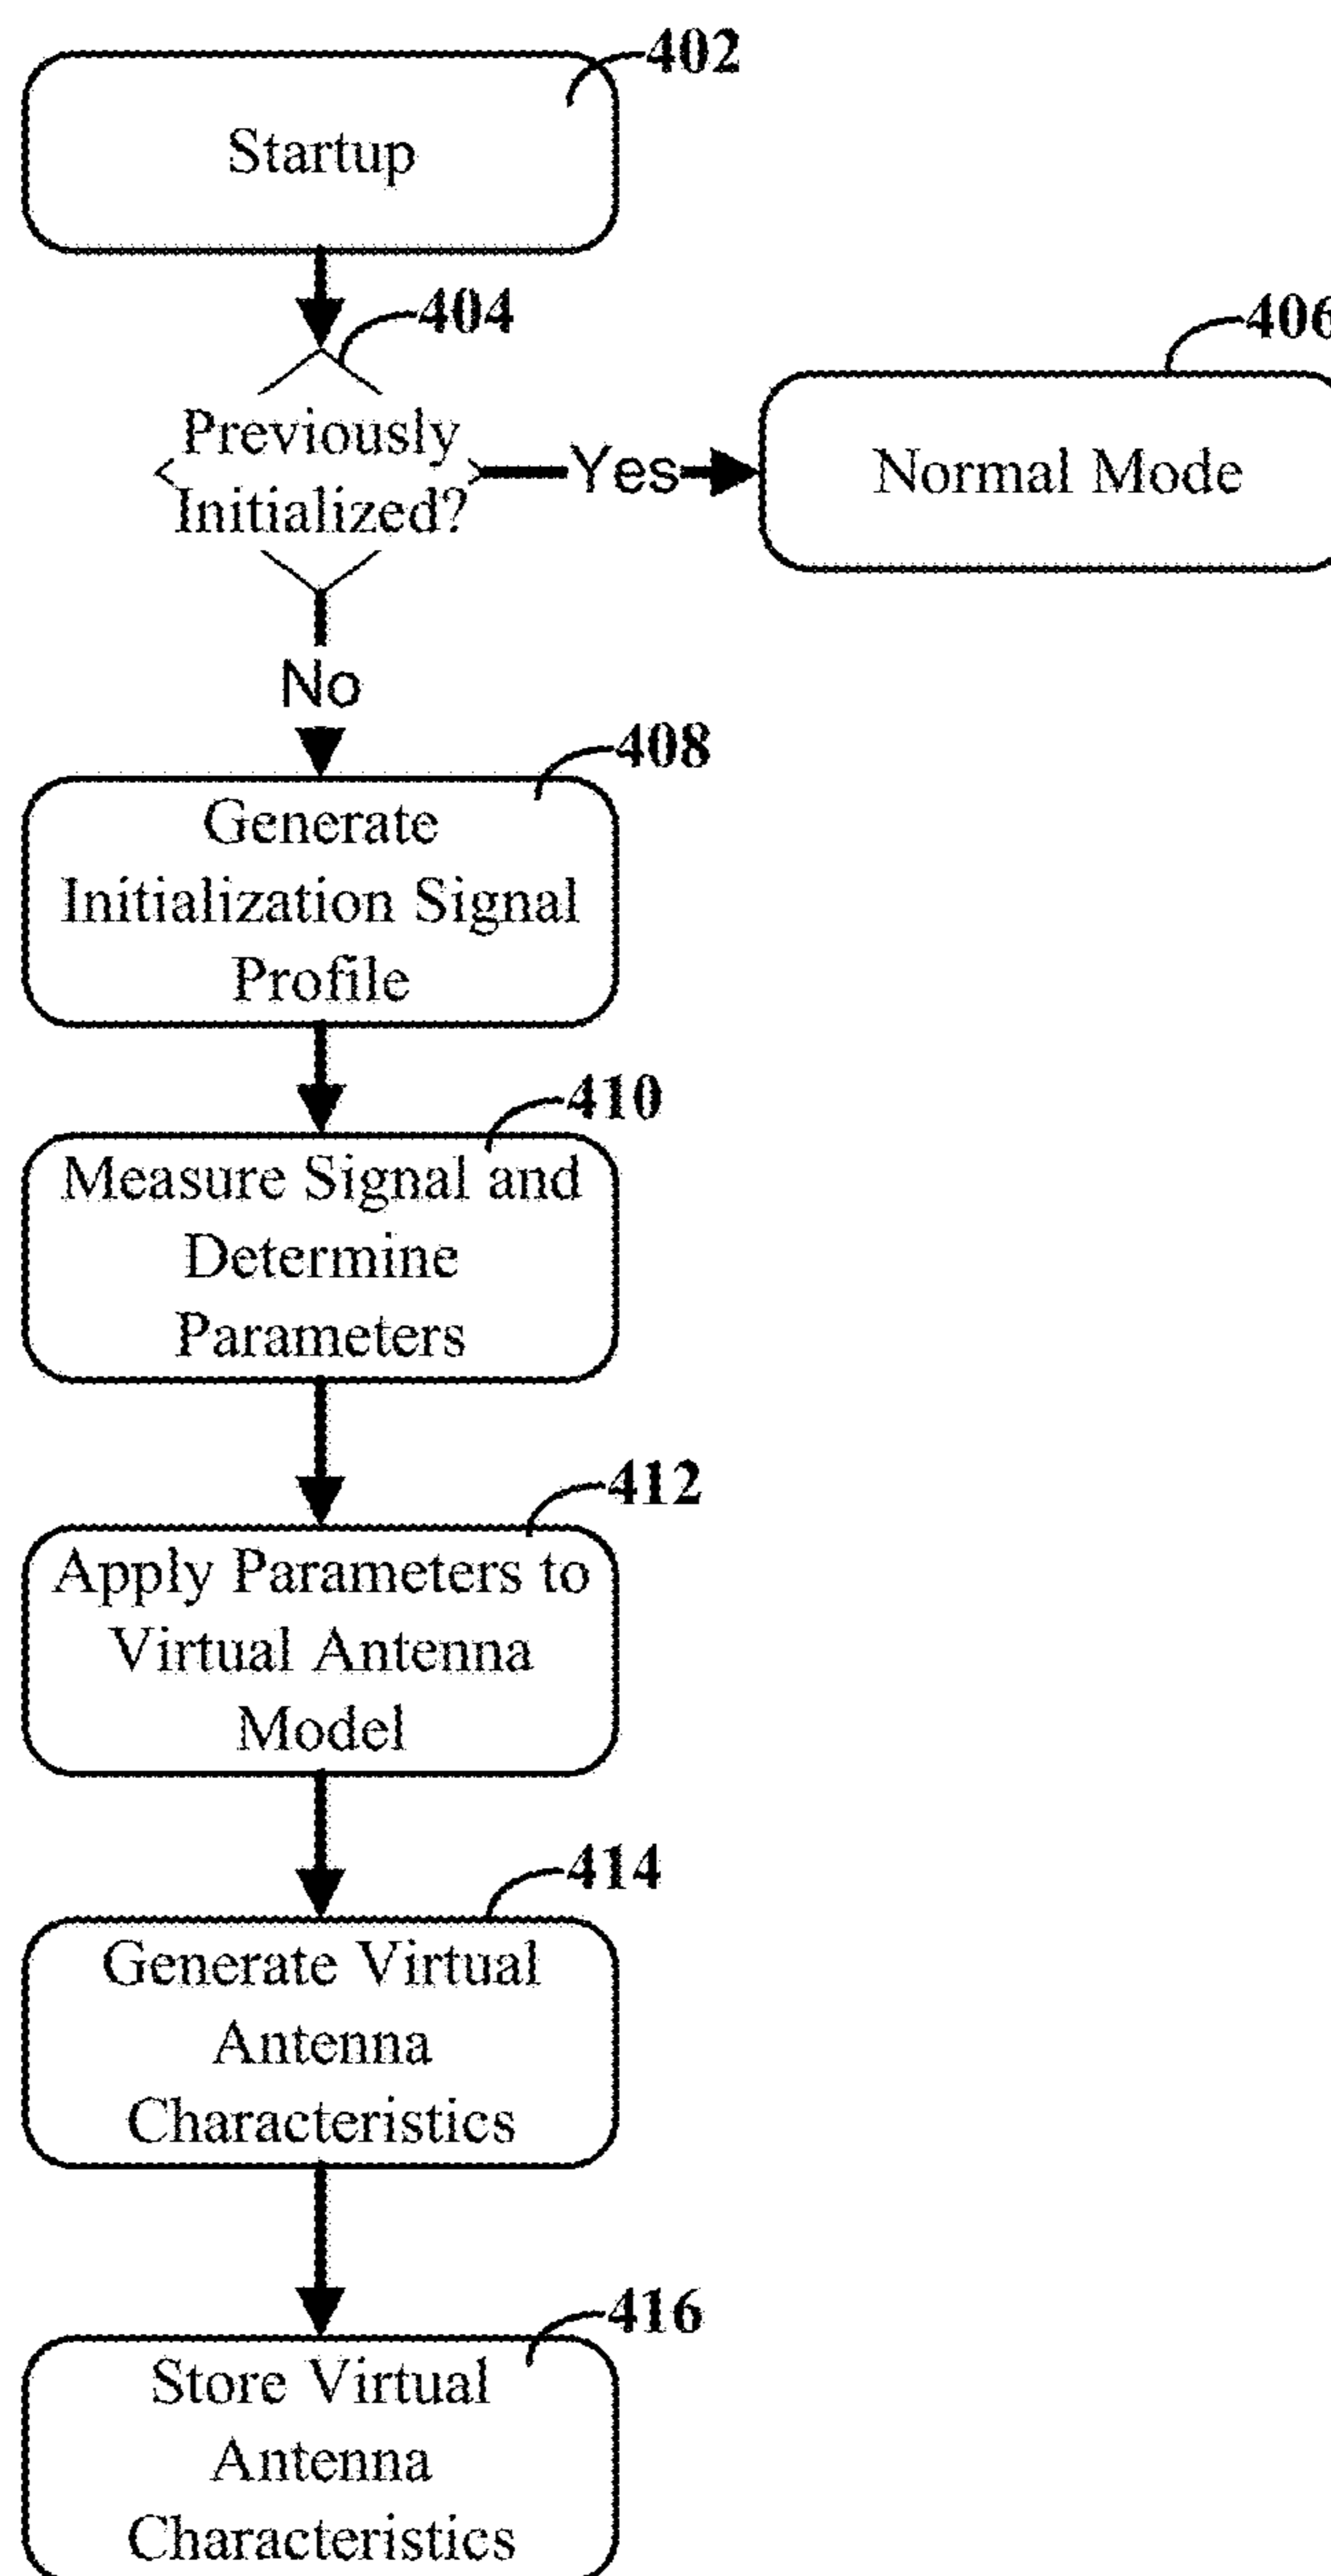 402
Startup
404
406
Previously
Initialized?
Yes
Normal Mode
No
408
Generate
Initialization Signal
Profile
410
Measure Signal and
Determine
Parameters
412
Apply Parameters to
Virtual Antenna
Model
414
Generate Virtual
Antenna
Characteristics
416
Store Virtual
Antenna
Characteristics